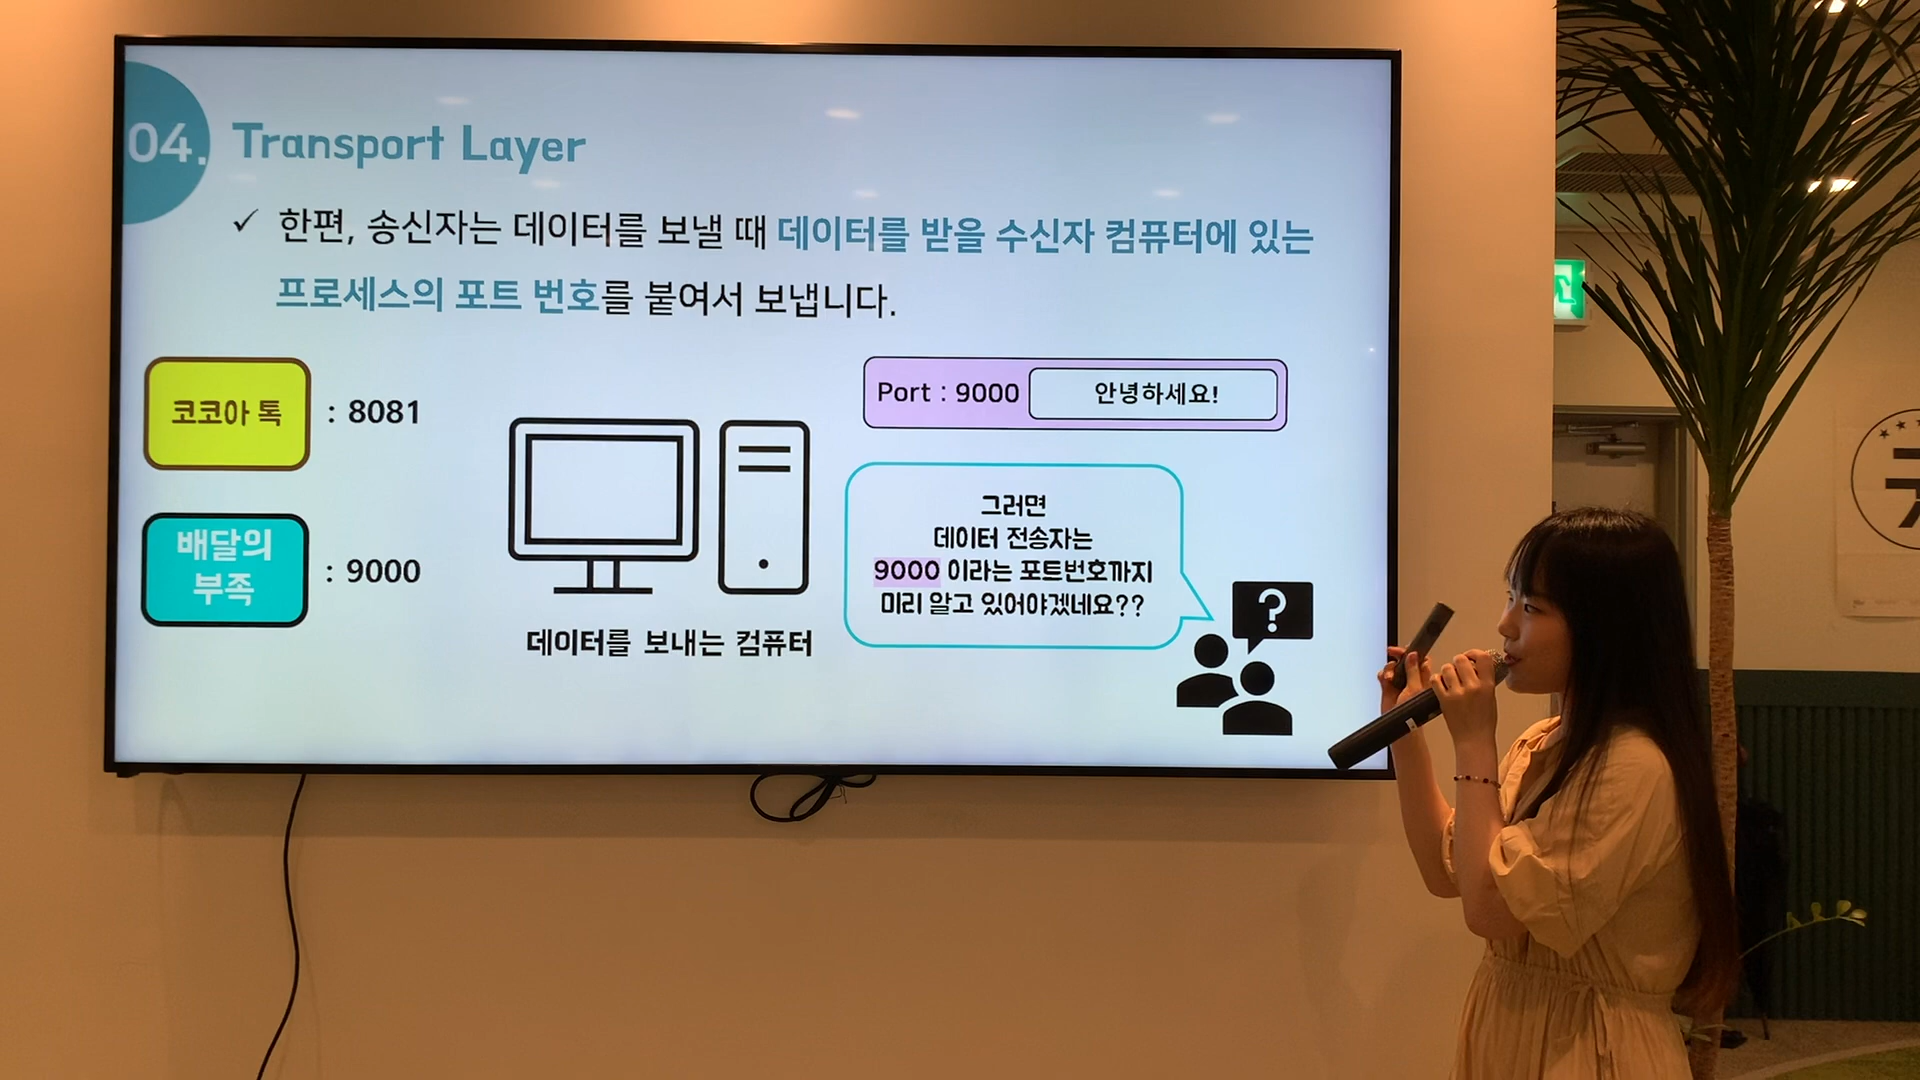 04. Transport Layer
✓ 한편, 송신자는 데이터를 보낼 때 데이터를 받을 수신자 컴퓨터에 있는
프로세스의 포트 번호를 붙여서 보냅니다.
코코아 톡 : 8081
배달의
부족
: 9000
데이터를 보내는 컴퓨터
Port : 9000 안녕하세요!
그러면
데이터 전송자는
9000 이라는 포트번호까지
미리 알고 있어야겠네요??
?